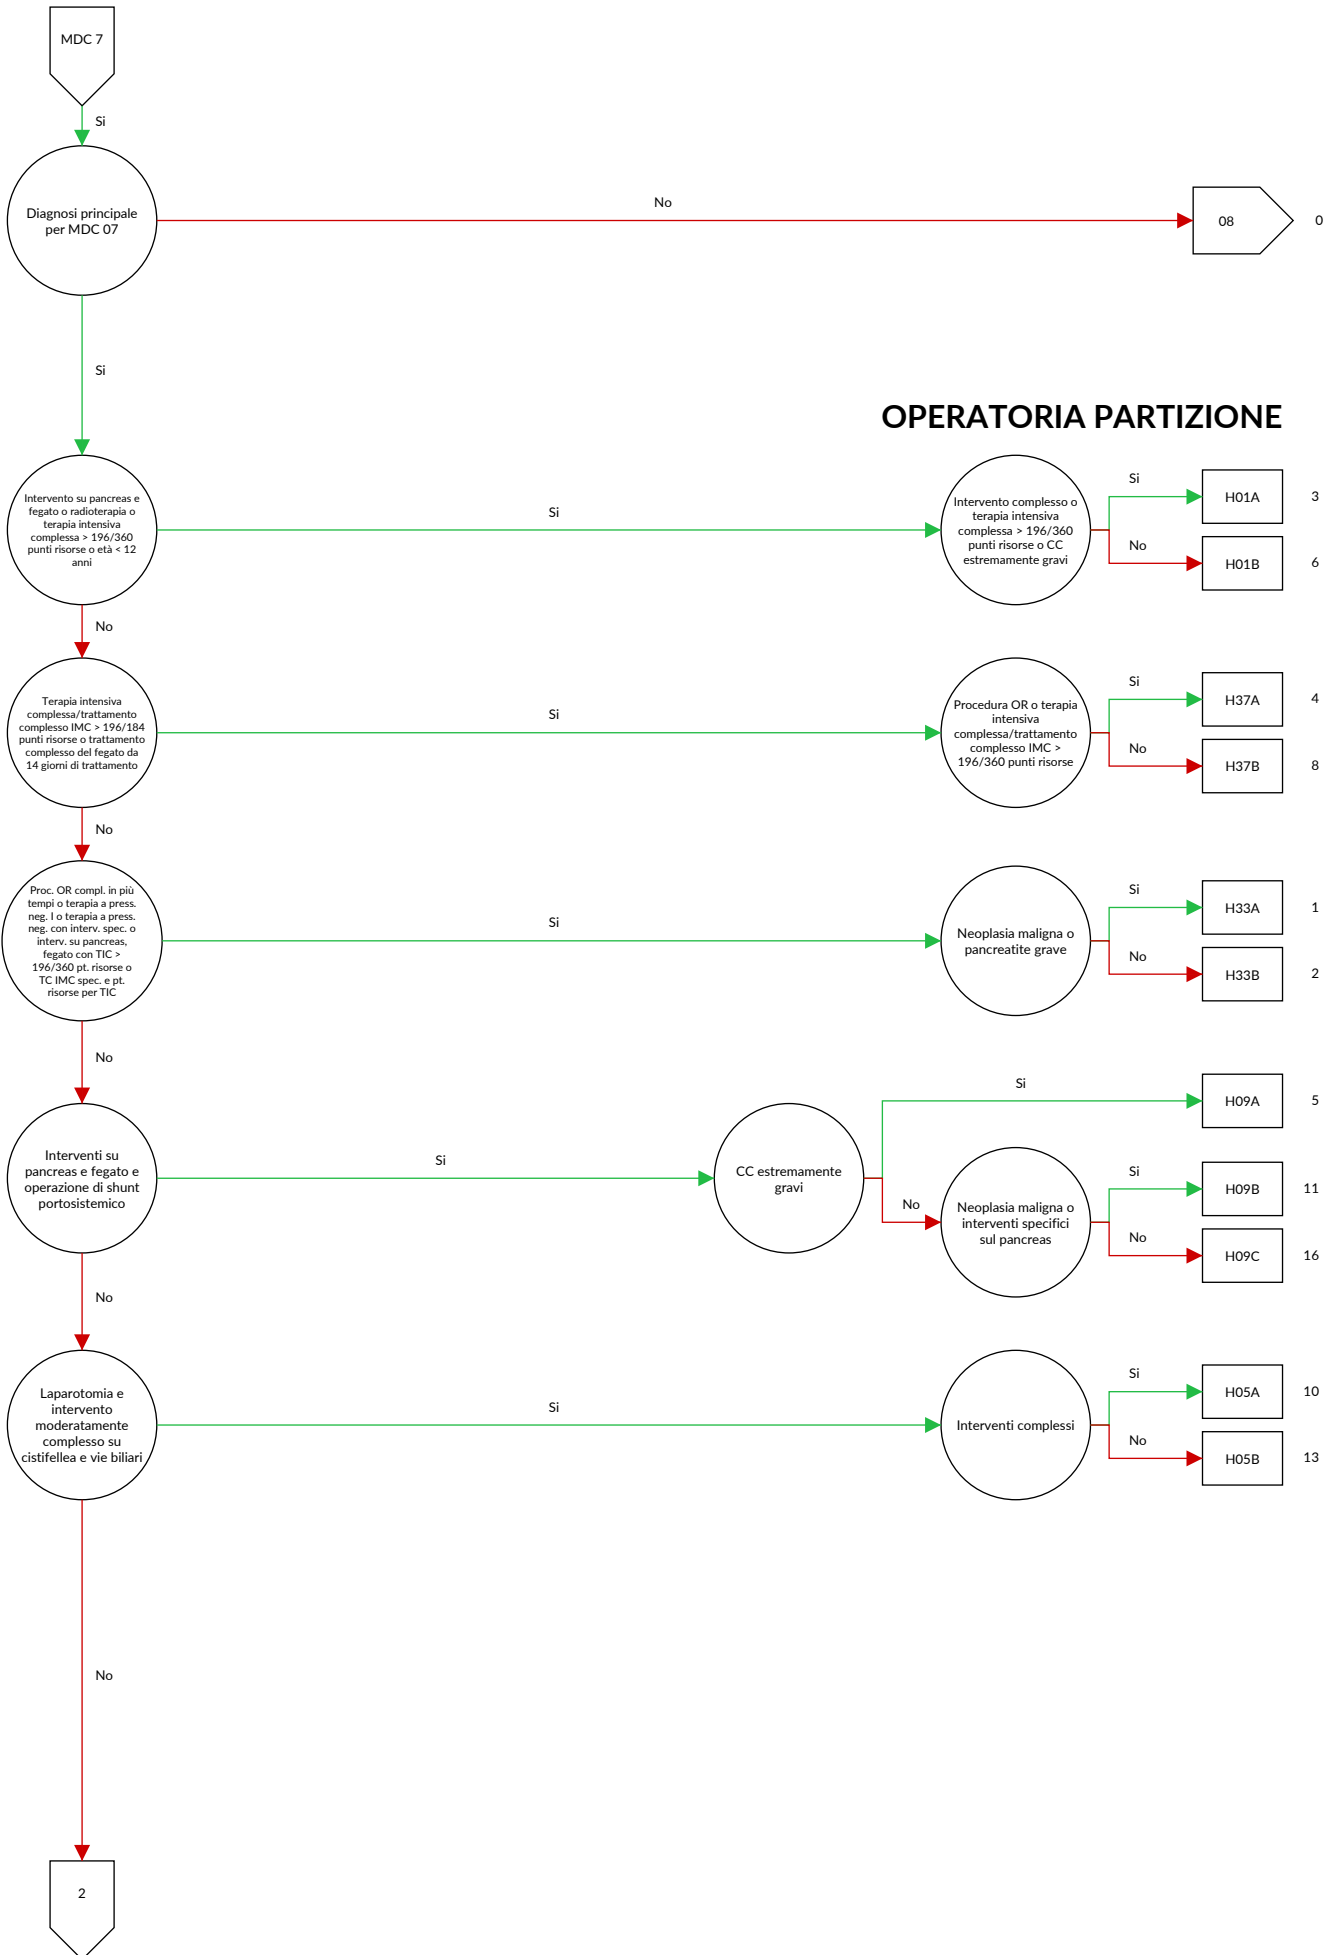 MDC 7
Si
Diagnosi principale
per MDC 07
No
08
0
Si
OPERATORIA PARTIZIONE
Intervento su pancreas e
fegato o radioterapia o
terapia intensiva
complessa > 196/360
punti risorse o età < 12
anni
Si
Intervento complesso o
terapia intensiva
complessa > 196/360
punti risorse o CC
estremamente gravi
Si
H01A
3
No
H01B
6
No
Terapia intensiva
complessa/trattamento
complesso IMC > 196/184
punti risorse o trattamento
complesso del fegato da
14 giorni di trattamento
Si
Procedura OR o terapia
intensiva
complessa/trattamento
complesso IMC >
196/360 punti risorse
Si
H37A
4
No
H37B
8
No
Proc. OR compl. in più
tempi o terapia a press.
neg. I o terapia a press.
neg. con interv. spec. o
interv. su pancreas,
fegato con TIC >
196/360 pt. risorse o
TC IMC spec. e pt.
risorse per TIC
Si
Neoplasia maligna o
pancreatite grave
Si
H33A
1
No
H33B
2
No
Interventi su
pancreas e fegato e
operazione di shunt
portosistemico
Si
CC estremamente
gravi
Si
H09A
5
No
Neoplasia maligna o
interventi specifici
sul pancreas
Si
H09B
11
No
H09C
16
No
Laparotomia e
intervento
moderatamente
complesso su
cistifellea e vie biliari
Si
Interventi complessi
Si
H05A
10
No
H05B
13
No
2